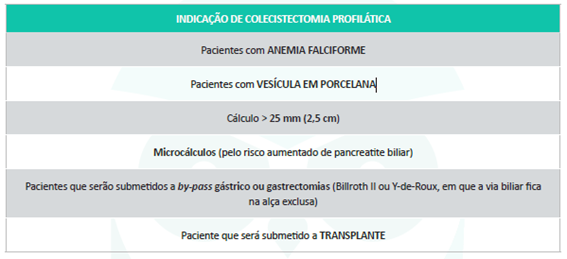 INDICAÇÃO DE COLECISTECTOMIA PROFILÁTICA
Pacientes com ANEMIA FALCIFORME
Pacientes com VESÍCULA EM PORCELANA
Cálculo > 25 mm (2,5 cm)
Microcálculos (pelo risco aumentado de pancreatite biliar)
Pacientes que serão submetidos a by-pass gástrico ou gastrectomias (Billroth II ou Y-de-Roux, em que a via biliar fica
na alça exclusa)
Paciente que será submetido a TRANSPLANTE